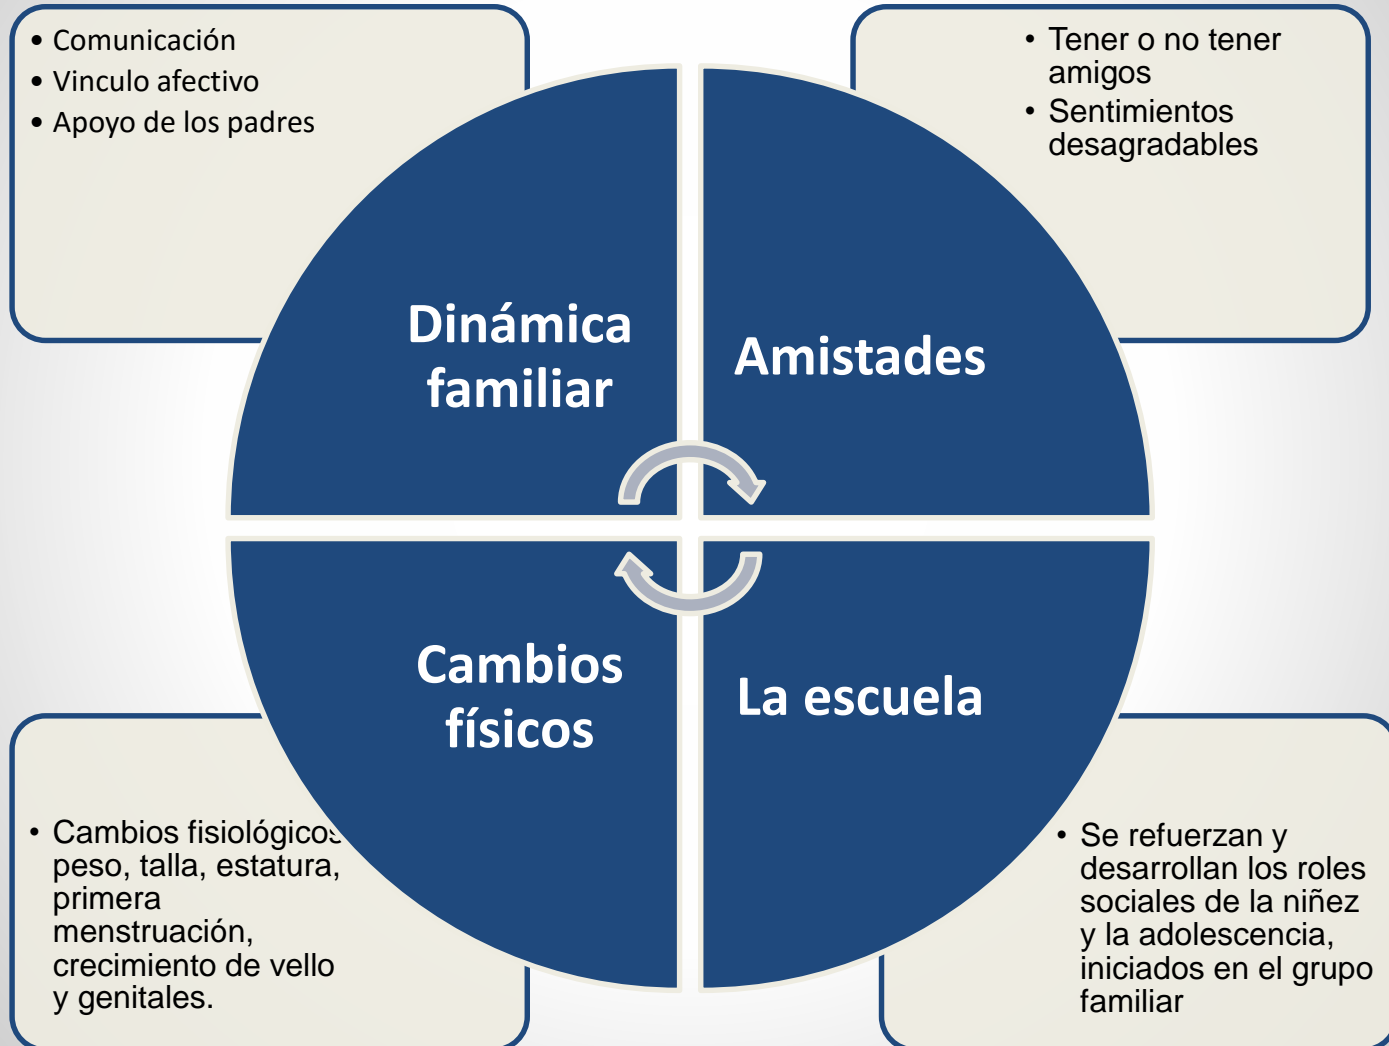 • Comunicación
• Vinculo afectivo
• Apoyo de los padres
• Tener o no tener
amigos
• Sentimientos
desagradables
Dinámica
familiar
Amistades
Cambios
físicos
La escuela
• Cambios fisiológicos
peso, talla, estatura,
primera
menstruación,
crecimiento de vello
y genitales.
• Se refuerzan y
desarrollan los roles
sociales de la niñez
y la adolescencia,
iniciados en el grupo
familiar